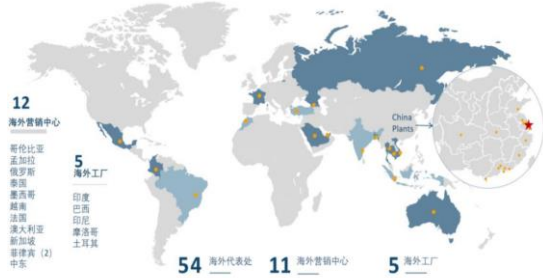 12
海外营销中心
哥伦比亚
孟加拉
俄罗斯
泰国
墨西哥
越南
法国
澳大利亚
新加坡
菲律宾（2）
中东
5
海外工厂
印度
巴西
印尼
摩洛哥
土耳其
China
Plants
54 海外代表处
11 海外营销中心
5 海外工厂